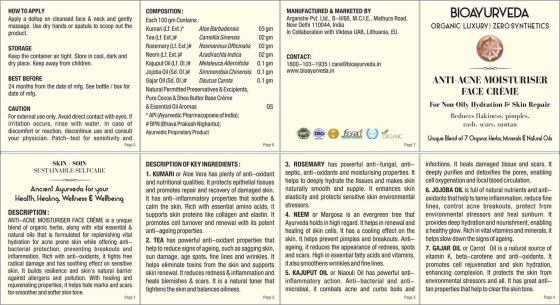 HOW TO APPLY
Apply a dollop on cleansed face & neck and gently
massage. Use dry hands or spatula to scoop out the
product.
STORAGE
Keep the container air tight. Store in cool, dark and
dry place. Keep away from children.
BEST BEFORE
24 months from the date of mfg. See bottle / box for
date of mfg.
CAUTION
For external use only. Avoid direct contact with eyes. If
irritation occurs, rinse with water. In case of
discomfort or reaction, discontinue use and consult
your physician. Patch-test for sensitivity and
Page 5
COMPOSITION :
Each 100 gm Contains :
Kumari (Lf. Ext.)* Aloe Barbadensis 03 gm
Tea (Lf. Ext.)# Camellia Sinensis 02 gm
Rosemary (Lf. Ext.)# Rosmarinus Officinalis 02 gm
Neem (Lf. Ext.)# Azadirachta Indica 02 gm
Kajuput Oil (Lf.)# Melaleuca Alternifolia 0.1 gm
Jojoba Oil (Sd. Ol.)# Simmondsia Chinensis 0.1 gm
Gajar Oil (Sd. Ol.)# Daucus Carota 0.1 gm
Natural Permitted Preservatives & Excipients,
Pure Cocoa & Shea Butter Base Crème
& Essential Oil Aromas QS
* API (Ayurvedic Pharmacopoeia of India);
# BPN (Bhava Prakash Nighantu);
Ayurvedic Proprietary Product
Page 6
MANUFACTURED & MARKETED BY
Arganshe Pvt. Ltd., B-II/66, M.C.I.E., Mathura Road,
New Delhi 110044, India
In Collaboration with Viklese UAB, Lithuania, EU.
CONTACT:
1800-103-1935 | care@bioayurveda.in
www.bioayurveda.in
fssai
ORGANIC
Page 7
BIOAYURVEDA
ORGANIC LUXURY | ZERO SYNTHETICS
ANTI-ACNE MOISTURISER
FACE CRÈME
For Non Oily Hydration & Skin Repair
Reduces flakiness, pimples,
rash, scars, suntan
Unique Blend of 7 Organic Herbs, Minerals & Natural Oils
SKIN - SOIN
SUSTAINABLE SELFCARE
Ancient Ayurveda for your
Health, Healing, Wellness & Wellbeing
DESCRIPTION :
ANTI-ACNE MOISTURISER FACE CRÈME is a unique
blend of organic herbs, along with vital essential &
natural oils that is formulated for replenishing vital
hydration for acne prone skin while offering anti-
bacterial protection, preventing breakouts and
inflammation. Rich with anti-oxidants, it fights free
radical damage and has soothing effect on sensitive
skin. It builds resilience and skin's natural barrier
against allergens and pollution. With healing and
rejuvenating properties, it helps fade marks and scars
for smoother and softer skin tone.
Page 1
DESCRIPTION OF KEY INGREDIENTS :
1. KUMARI or Aloe Vera has plenty of anti-oxidant
and nutritional qualities. It protects epithelial tissues
and promotes repair and recovery of damaged skin.
It has anti-inflammatory properties that soothe &
calm the skin. Rich with essential amino acids, it
supports skin proteins like collagen and elastin. It
promotes cell turnover and renewal with its potent
anti-ageing properties.
2. TEA has powerful anti-oxidant properties that
help to reduce signs of ageing, such as sagging skin,
sun damage, age spots, fine lines and wrinkles. It
helps eliminate toxins from the skin and supports
skin renewal. It reduces redness & inflammation and
heals blemishes & scars. It is a natural toner that
tightens the skin and balances oiliness.
Page 2
3. ROSEMARY has powerful anti-fungal, anti-
septic, anti-oxidants and moisturising properties. It
helps to deeply hydrate the tissues and makes skin
naturally smooth and supple. It enhances skin
elasticity and protects sensitive skin environmental
stressors.
4. NEEM or Margosa is an evergreen tree that
Ayurveda holds in high regard. It helps in renewal and
healing of skin cells. It has a cooling effect on the
skin. It helps prevent pimples and breakouts. Anti-
ageing, it reduces the appearance of redness, spots
and scars. High in essential fatty acids and vitamins,
it also smoothens wrinkles and fine lines.
5. KAJUPUT OIL or Niaouli Oil has powerful anti-
inflammatory action. Anti-bacterial and anti-
microbial, it combats acne and curbs boils and
Page 3
infections. It heals damaged tissue and scars. It
deeply purifies and detoxifies the pores, enabling
cell oxygenation and local blood circulation.
6. JOJOBA OIL is full of natural nutrients and anti-
oxidants that help to tame inflammation, reduce fine
lines, control acne breakouts, protect from
environmental stressors and heal sunburn. It
provides deep hydration and nourishment, enabling
a healthy glow. Rich in vital vitamins and minerals, it
helps slow down the signs of ageing.
7. GAJAR OIL or Carrot Oil is a natural source of
vitamin K, beta-carotene and anti-oxidants. It
promotes cell rejuvenation and skin hydration,
enhancing complexion. It protects the skin from
environmental stressors and all. It has great anti-
tan properties that help to clear the skin tone.
Page 4